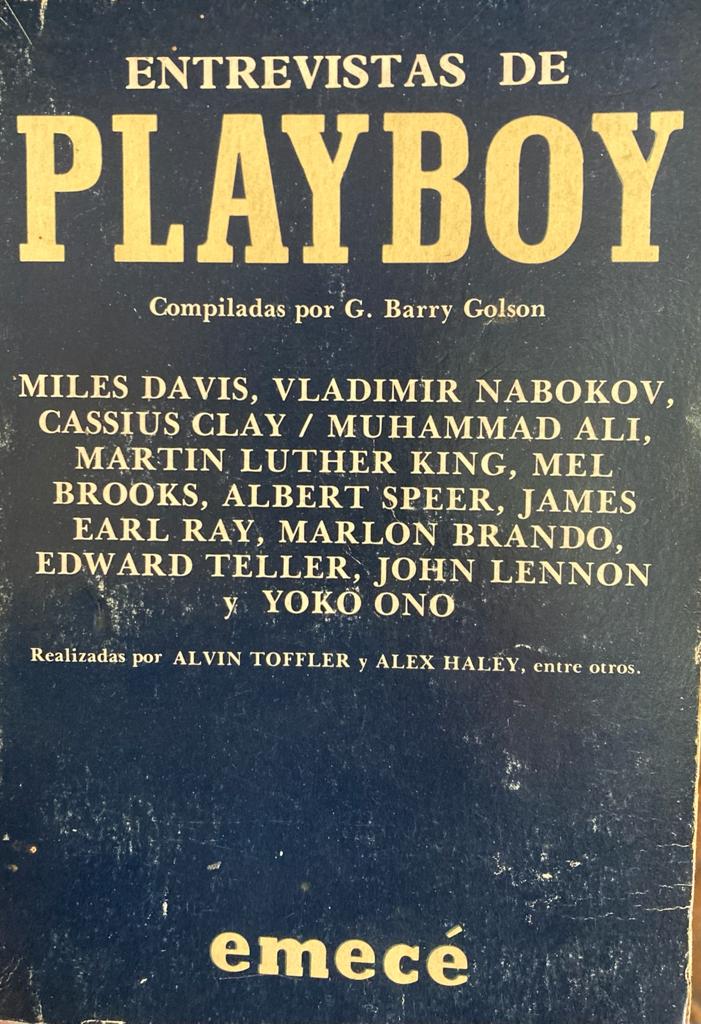 ENTREVISTAS DE
PLAYBOY
Compiladas por G. Barry Golson
MILES DAVIS, VLADIMIR NABOKOV,
CASSIUS CLAY / MUHAMMAD ALI,
MARTIN LUTHER KING, MEL
BROOKS, ALBERT SPEER, JAMES
EARL RAY, MARLON BRANDO,
EDWARD TELLER, JOHN LENNON
y YOKO ONO
Realizadas por ALVIN TOFFLER y ALEX HALEY, entre otros.
emecé